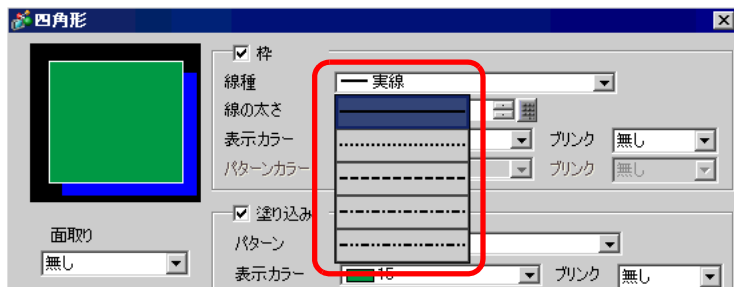 四角形
枠
線種 実線
線の太さ
表示カラー ブリンク 無し
パターンカラー ブリンク 無し
塗り込み
パターン
表示カラー 15 ブリンク 無し
面取り
無し